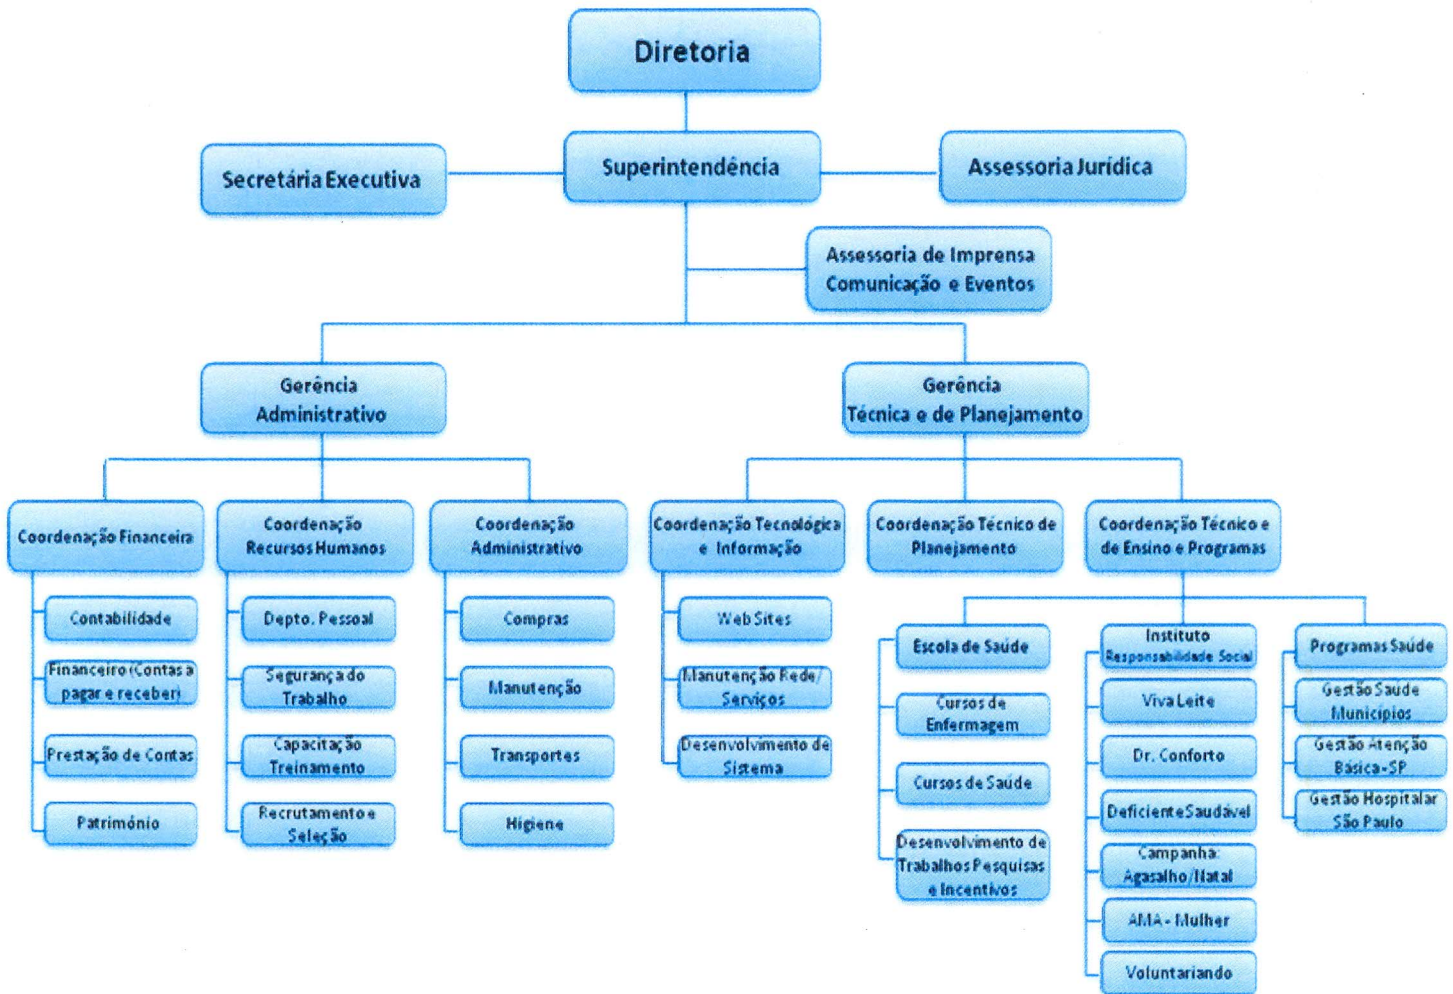 Diretoria
Secretária Executiva
Superintendência
Assessoria Jurídica
Assessoria de Imprensa
Comunicação e Eventos
Gerência
Administrativo
Gerência
Técnica e de Planejamento
Coordenação Financeira
Coordenação
Recursos Humanos
Coordenação
Administrativo
Coordenação Tecnológica
e Informação
Coordenação Técnico de
Planejamento
Coordenação Técnico e
de Ensino e Programas
Contabilidade
Financeiro (Contas a
pagar e receber)
Prestação de Contas
Patrimônio
Depto. Pessoal
Segurança do
Trabalho
Capacitação
Treinamento
Recrutamento e
Seleção
Compras
Manutenção
Transportes
Higiene
Web Sites
Manutenção Rede/
Serviços
Desenvolvimento de
Sistema
Escola de Saúde
Cursos de
Enfermagem
Cursos de Saúde
Desenvolvimento de
Trabalhos Pesquisas
e Incentivos
Instituto
Responsabilidade Social
Viva Leite
Dr. Conforto
Deficiente Saudável
Campanha:
Agasalho/Natal
AMA - Mulher
Voluntariando
Programas Saúde
Gestão Saúde
Municípios
Gestão Atenção
Básica-SP
Gestão Hospitalar
São Paulo